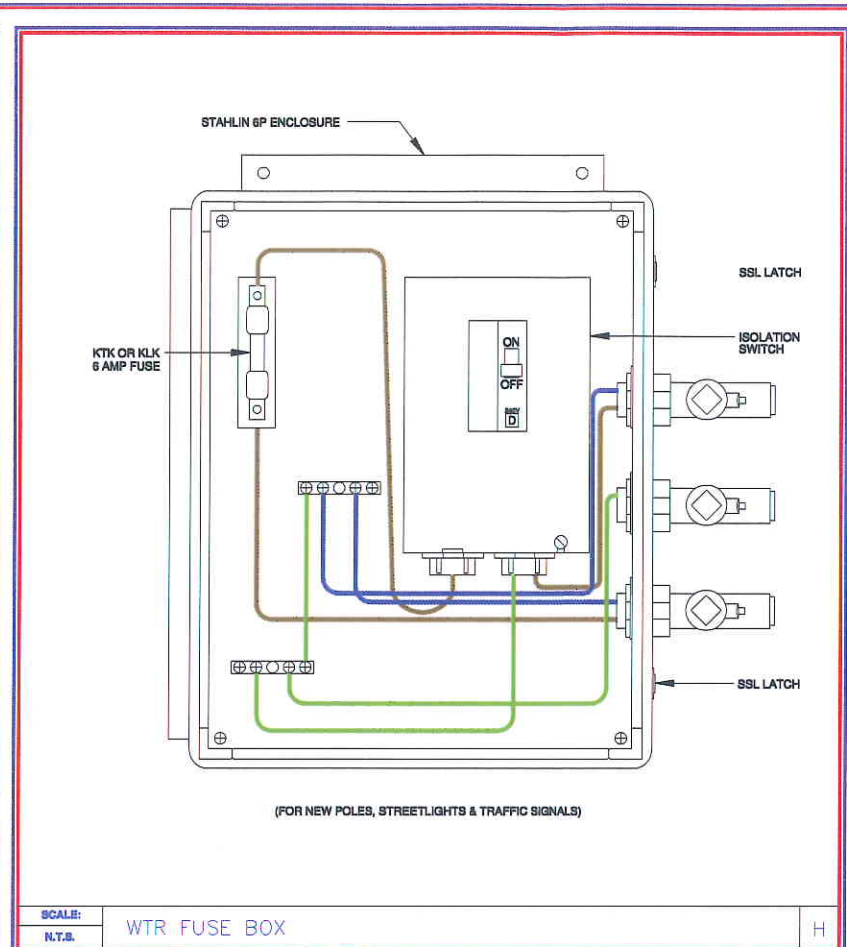 STAHLIN 6P ENCLOSURE
SSL LATCH
ISOLATION
SWITCH
KTK OR KLK
6 AMP FUSE
ON
OFF
240V
D
SSL LATCH
(FOR NEW POLES, STREETLIGHTS & TRAFFIC SIGNALS)
SCALE:
N.T.S.
WTR FUSE BOX
H